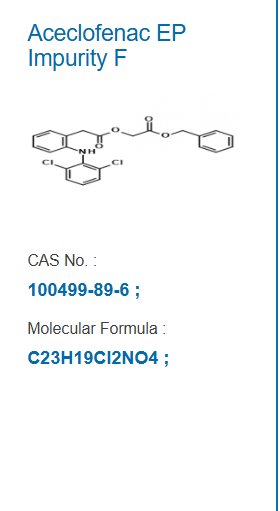 Aceclofenac EP
Impurity F
O
O
O
O
NH
Cl
Cl
CAS No. :
100499-89-6 ;
Molecular Formula :
C23H19Cl2NO4 ;